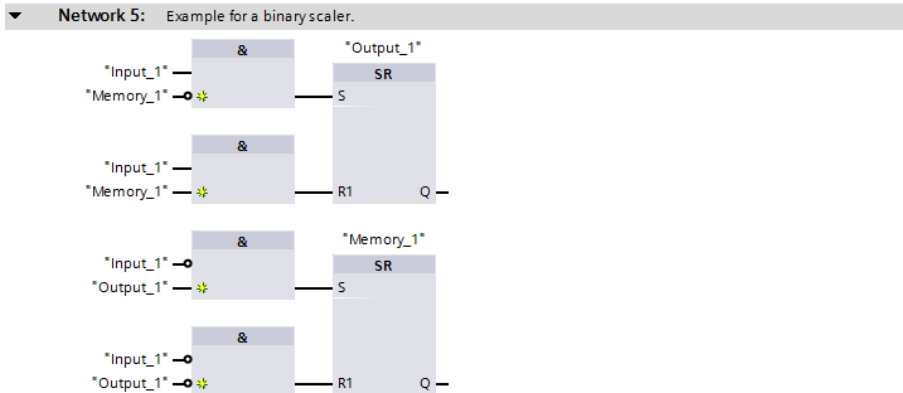 Network 5: Example for a binary scaler.
& "Output_1"
"Input_1" SR
"Memory_1" S
&
"Input_1"
"Memory_1" R1 Q
& "Memory_1"
"Input_1" SR
"Output_1" S
&
"Input_1"
"Output_1" R1 Q